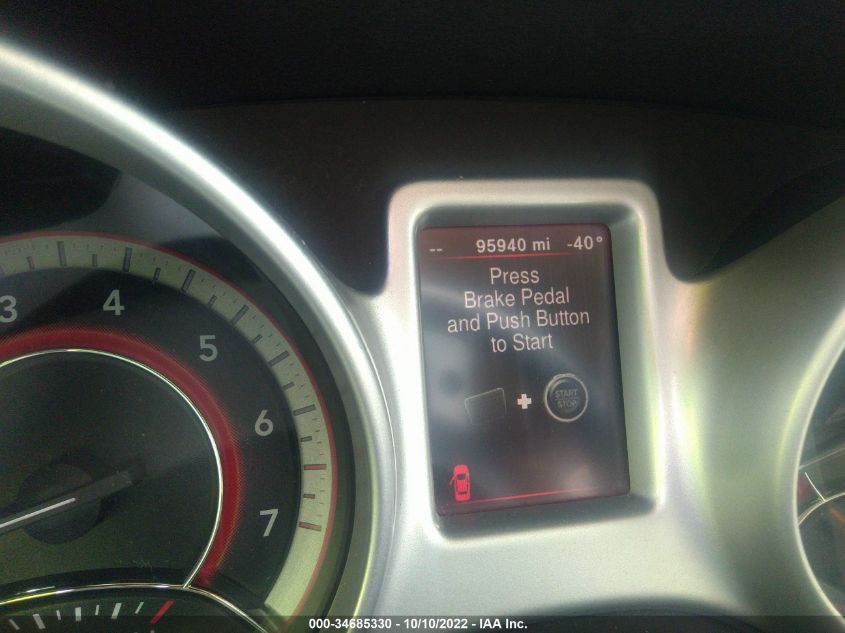 -- 95940 mi -40°
Press
Brake Pedal
and Push Button
to Start
START
STOP
3
4
5
6
7
000-34685330 - 10/10/2022 - IAA Inc.